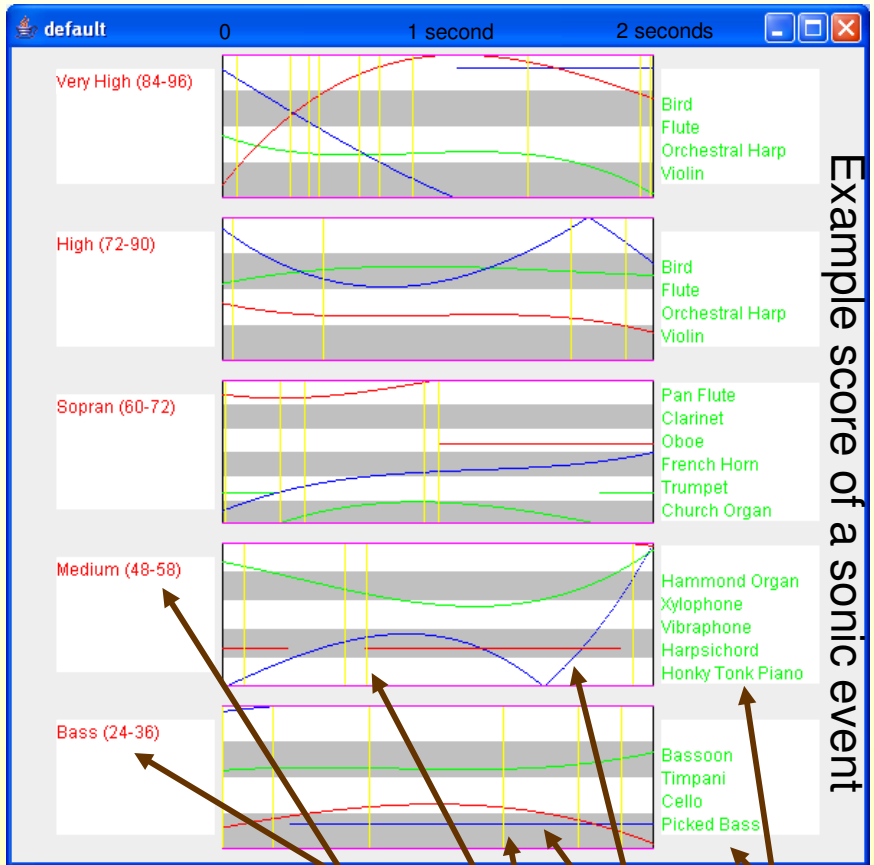 default
0 1 second 2 seconds
Very High (84-96)
Bird
Flute
Orchestral Harp
Violin
High (72-90)
Bird
Flute
Orchestral Harp
Violin
Sopran (60-72)
Pan Flute
Clarinet
Oboe
French Horn
Trumpet
Church Organ
Medium (48-58)
Hammond Organ
Xylophone
Vibraphone
Harpsichord
Honky Tonk Piano
Bass (24-36)
Bassoon
Timpani
Cello
Picked Bass
Example score of a sonic event